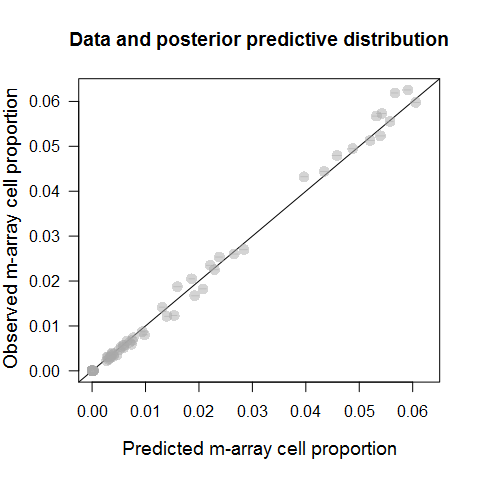 Data and posterior predictive distribution
Observed m-array cell proportion
0.06
0.05
0.04
0.03
0.02
0.01
0.00
0.00 0.01 0.02 0.03 0.04 0.05 0.06
Predicted m-array cell proportion